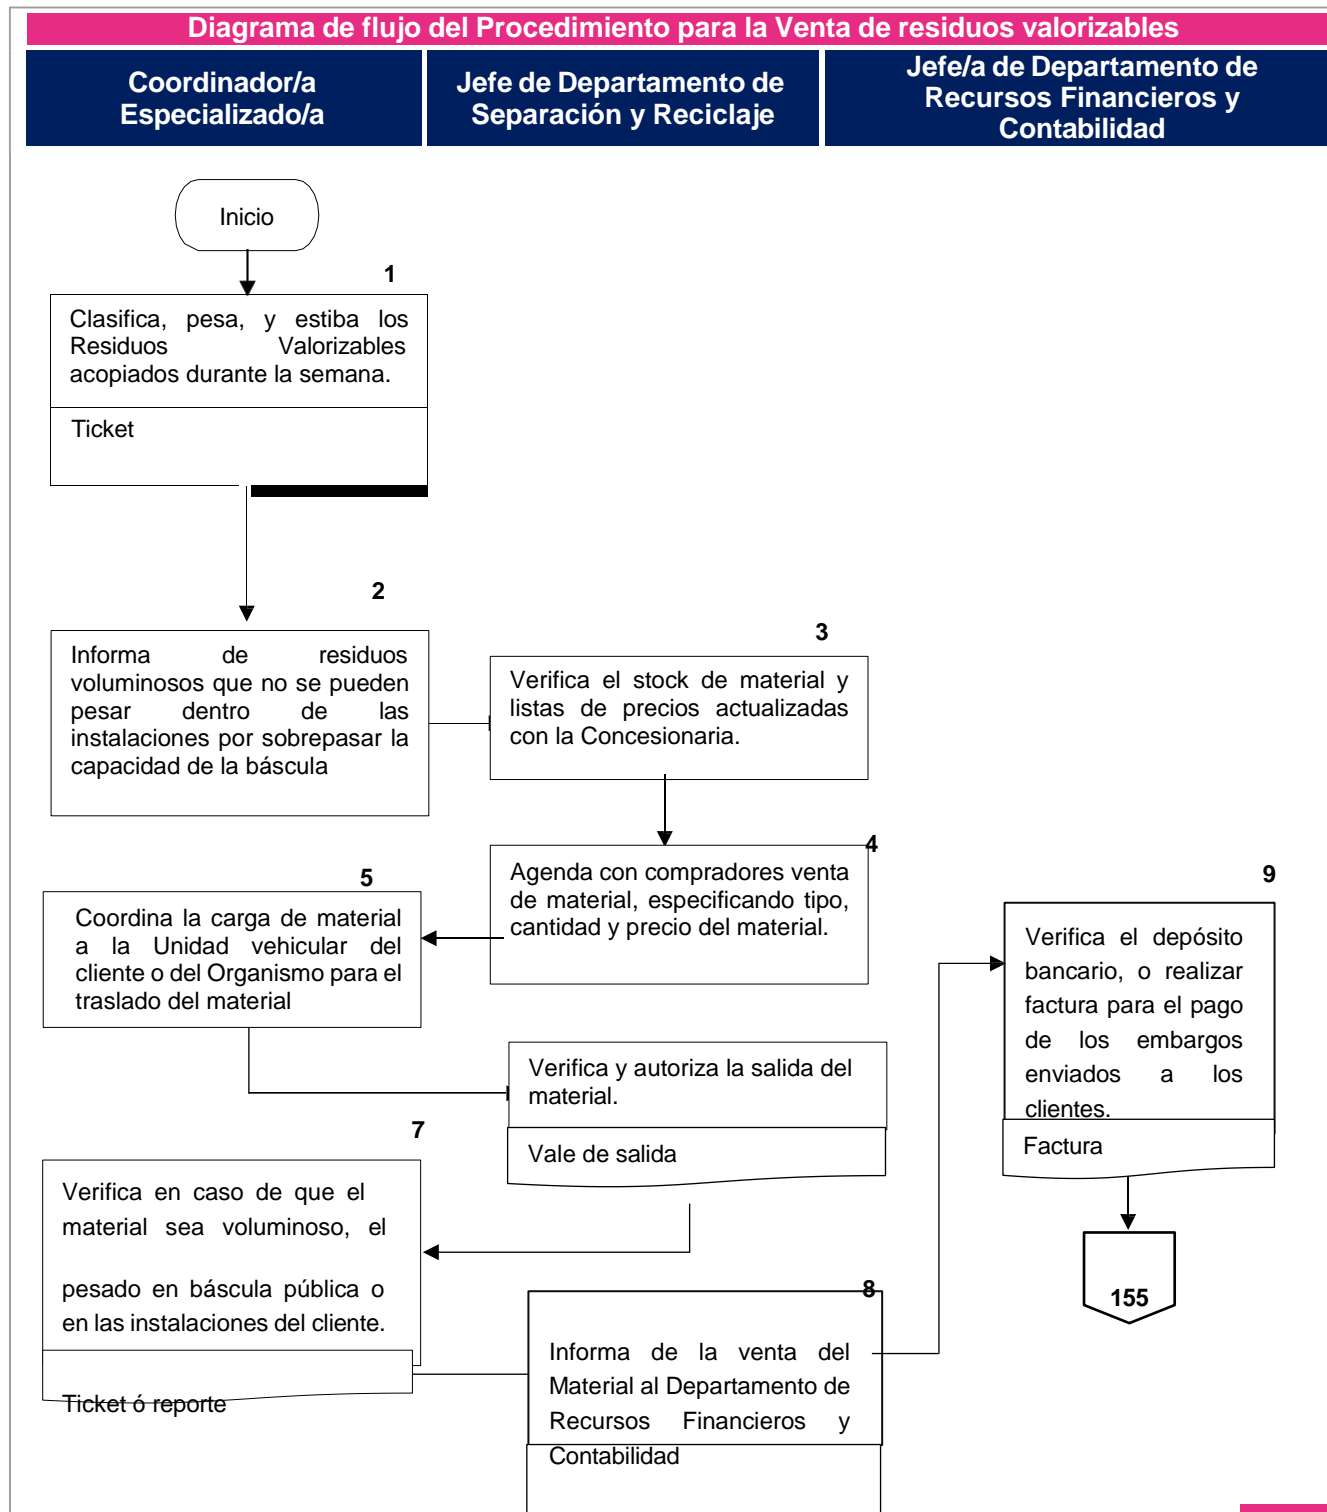 Diagrama de flujo del Procedimiento para la Venta de residuos valorizables
Coordinador/a
Especializado/a
Jefe de Departamento de
Separación y Reciclaje
Jefe/a de Departamento de
Recursos Financieros y
Contabilidad
Inicio
1
Clasifica, pesa, y estiba los
Residuos Valorizables
acopiados durante la semana.
Ticket
2
Informa de residuos
voluminosos que no se pueden
pesar dentro de las
instalaciones por sobrepasar la
capacidad de la báscula
3
Verifica el stock de material y
listas de precios actualizadas
con la Concesionaria.
4
Agenda con compradores venta
de material, especificando tipo,
cantidad y precio del material.
5
Coordina la carga de material
a la Unidad vehicular del
cliente o del Organismo para el
traslado del material
Verifica y autoriza la salida del
material.
Vale de salida
7
Verifica en caso de que el
material sea voluminoso, el
pesado en báscula pública o
en las instalaciones del cliente.
Ticket ó reporte
8
Informa de la venta del
Material al Departamento de
Recursos Financieros y
Contabilidad
9
Verifica el depósito
bancario, o realizar
factura para el pago
de los embargos
enviados a los
clientes.
Factura
155